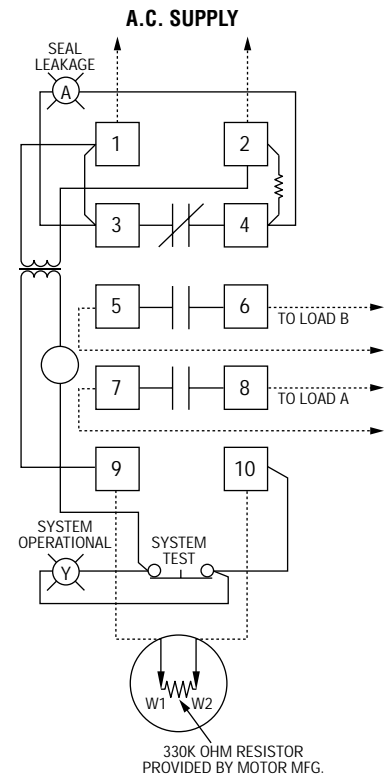 A.C. SUPPLY
SEAL
LEAKAGE
A
1
2
3
4
5
6
TO LOAD B
7
8
TO LOAD A
9
10
SYSTEM
OPERATIONAL
SYSTEM
TEST
Y
W1
W2
330K OHM RESISTOR
PROVIDED BY MOTOR MFG.